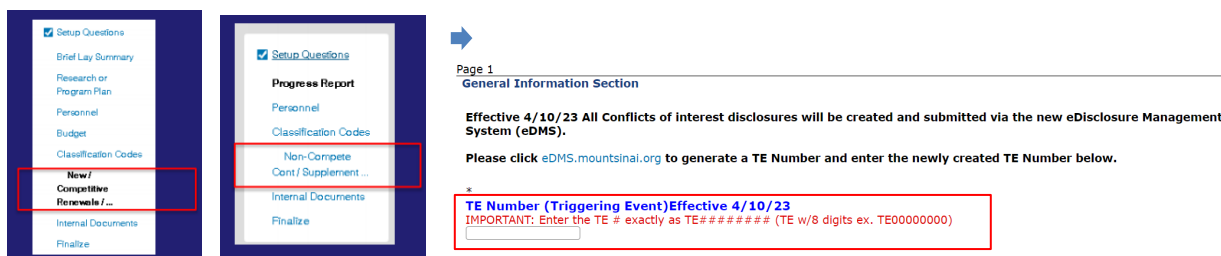 Setup Questions
Brief Lay Summary
Research or
Program Plan
Personnel
Budget
Classification Codes
New /
Competitive
Renewals / ...
Internal Documents
Finalize
Setup Questions
Progress Report
Personnel
Classification Codes
Non-Compete
Cont / Supplement ...
Internal Documents
Finalize
Page 1
General Information Section
Effective 4/10/23 All Conflicts of interest disclosures will be created and submitted via the new eDisclosure Management
System (eDMS).
Please click eDMS.mountsinai.org to generate a TE Number and enter the newly created TE Number below.
*
TE Number (Triggering Event)Effective 4/10/23
IMPORTANT: Enter the TE # exactly as TE######## (TE w/8 digits ex. TE00000000)